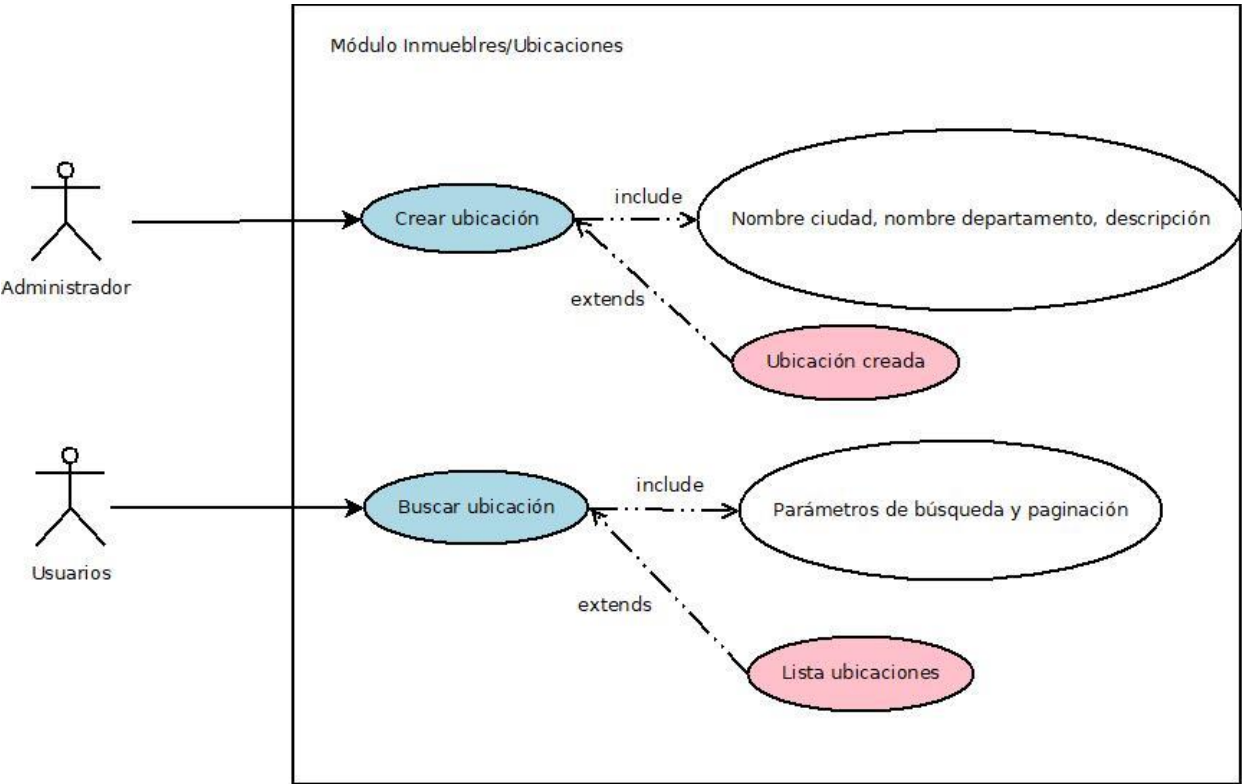 Módulo Inmueblres/Ubicaciones
Administrador
Crear ubicación
include
Nombre ciudad, nombre departamento, descripción
extends
Ubicación creada
Usuarios
Buscar ubicación
include
Parámetros de búsqueda y paginación
extends
Lista ubicaciones